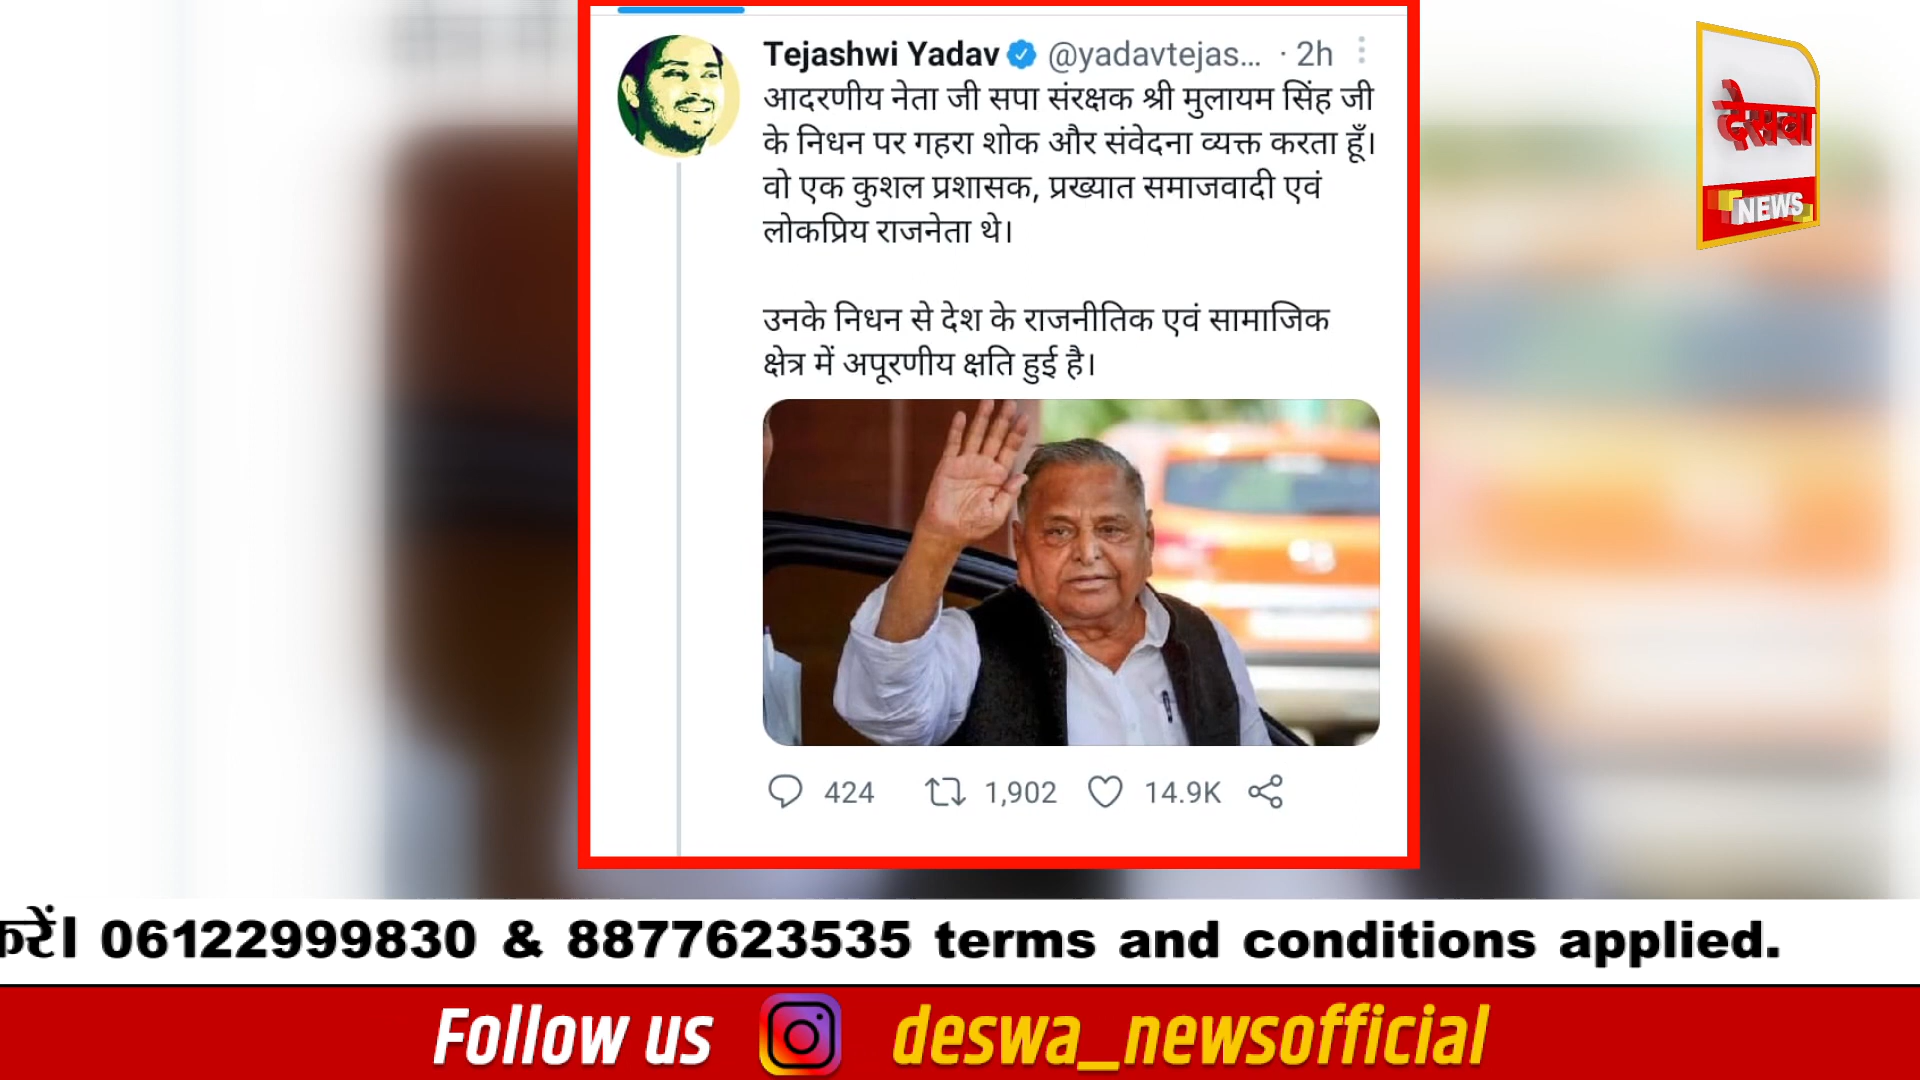 Tejashwi Yadav @yadavtejas... · 2h
आदरणीय नेता जी सपा संरक्षक श्री मुलायम सिंह जी
के निधन पर गहरा शोक और संवेदना व्यक्त करता हूँ।
वो एक कुशल प्रशासक, प्रख्यात समाजवादी एवं
लोकप्रिय राजनेता थे।
उनके निधन से देश के राजनीतिक एवं सामाजिक
क्षेत्र में अपूरणीय क्षति हुई है।
424 1,902 14.9K
देसवा
NEWS
करें। 06122999830 & 8877623535 terms and conditions applied.
Follow us deswa_newsofficial